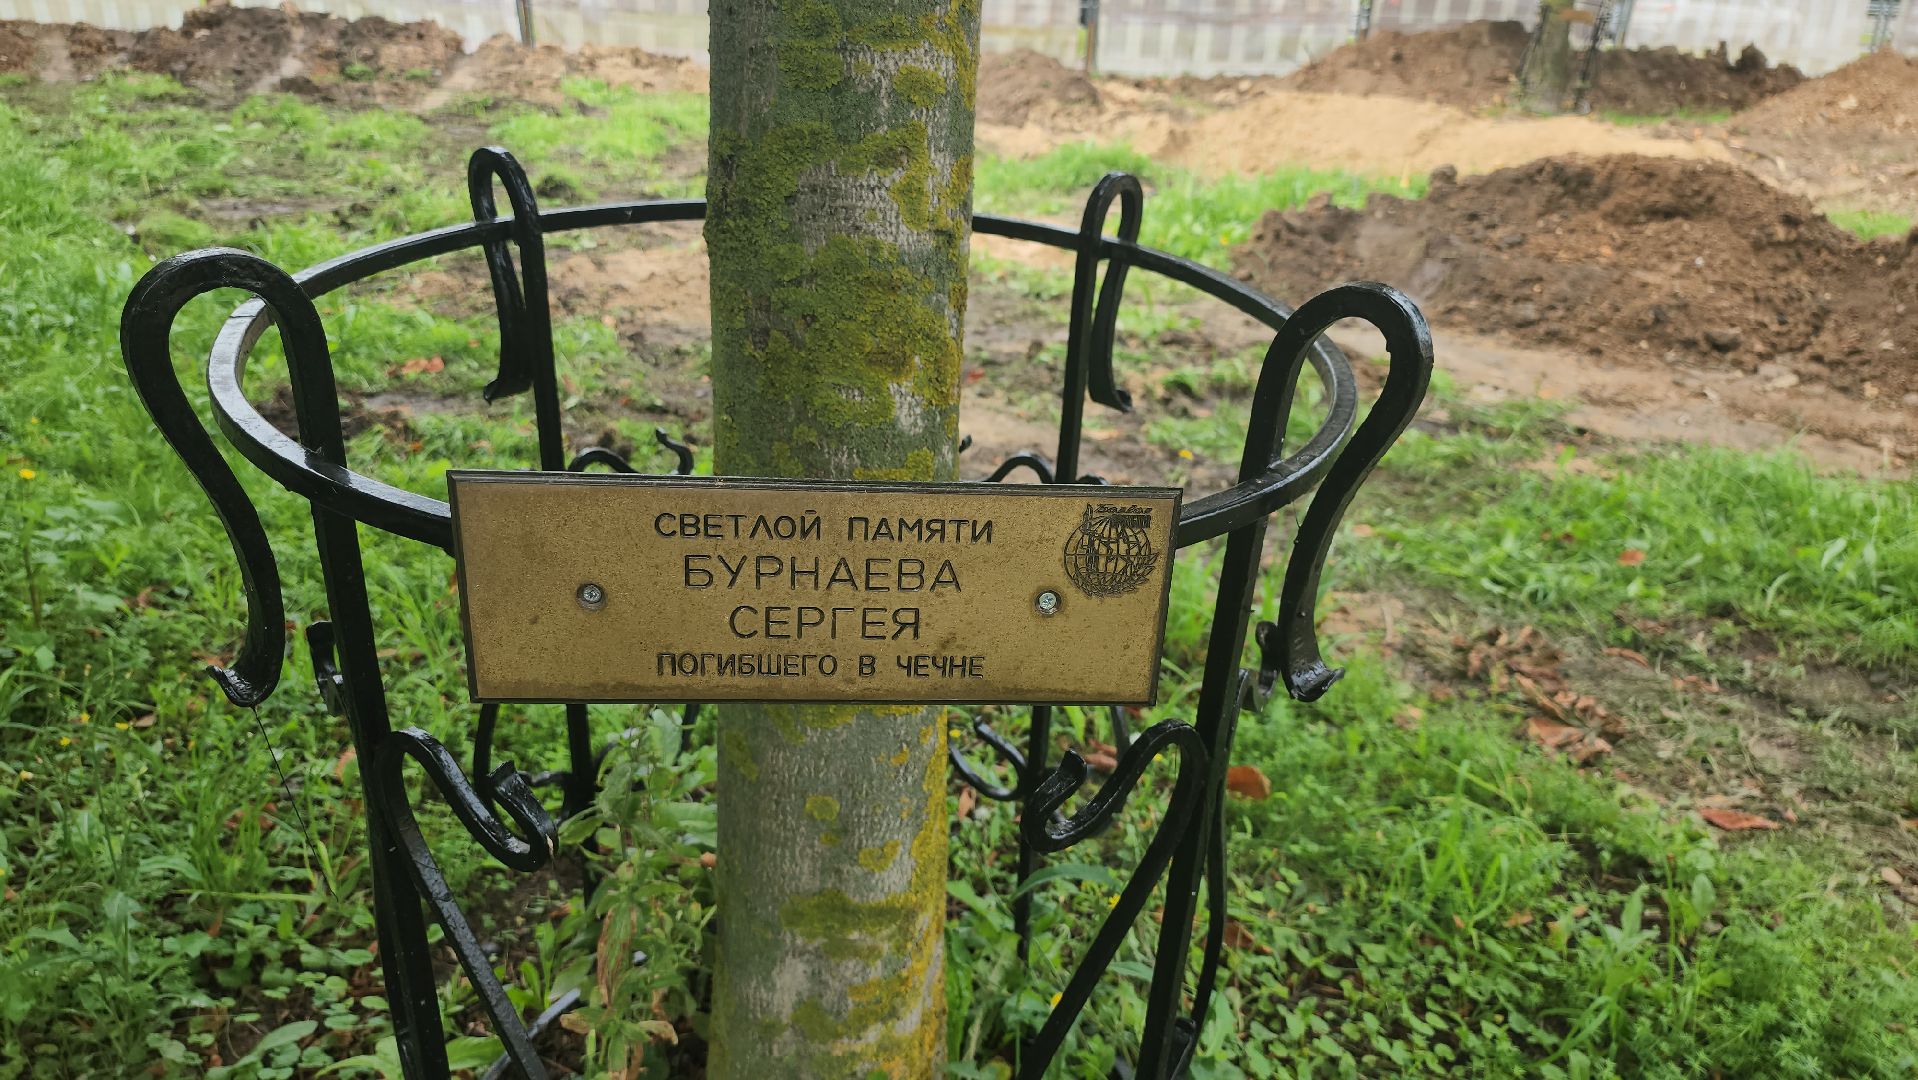 СВЕТЛОЙ ПАМЯТИ
БУРНАЕВА
СЕРГЕЯ
ПОГИБШЕГО В ЧЕЧНЕ